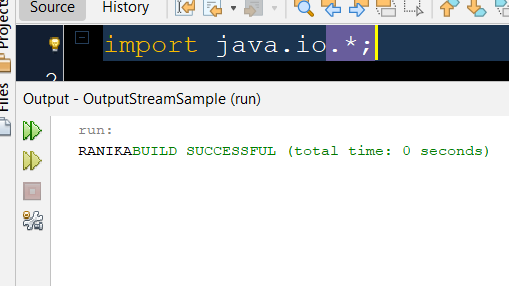 Source History
Projects
Files
import java.io.*;
2
Output - OutputStreamSample (run)
run:
RANIKABUILD SUCCESSFUL (total time: 0 seconds)